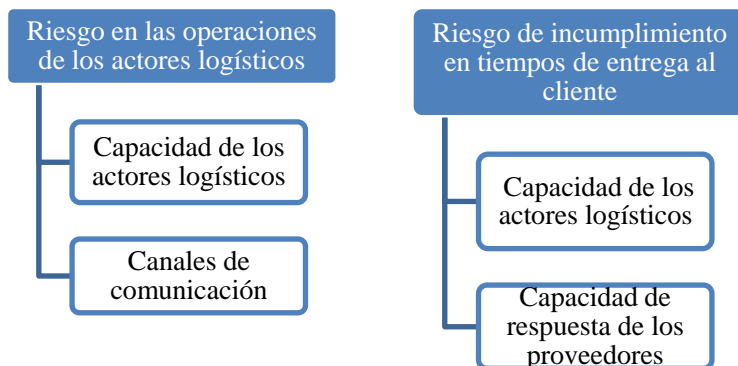 Riesgo en las operaciones
de los actores logísticos
Capacidad de los
actores logísticos
Canales de
comunicación
Riesgo de incumplimiento
en tiempos de entrega al
cliente
Capacidad de los
actores logísticos
Capacidad de
respuesta de los
proveedores